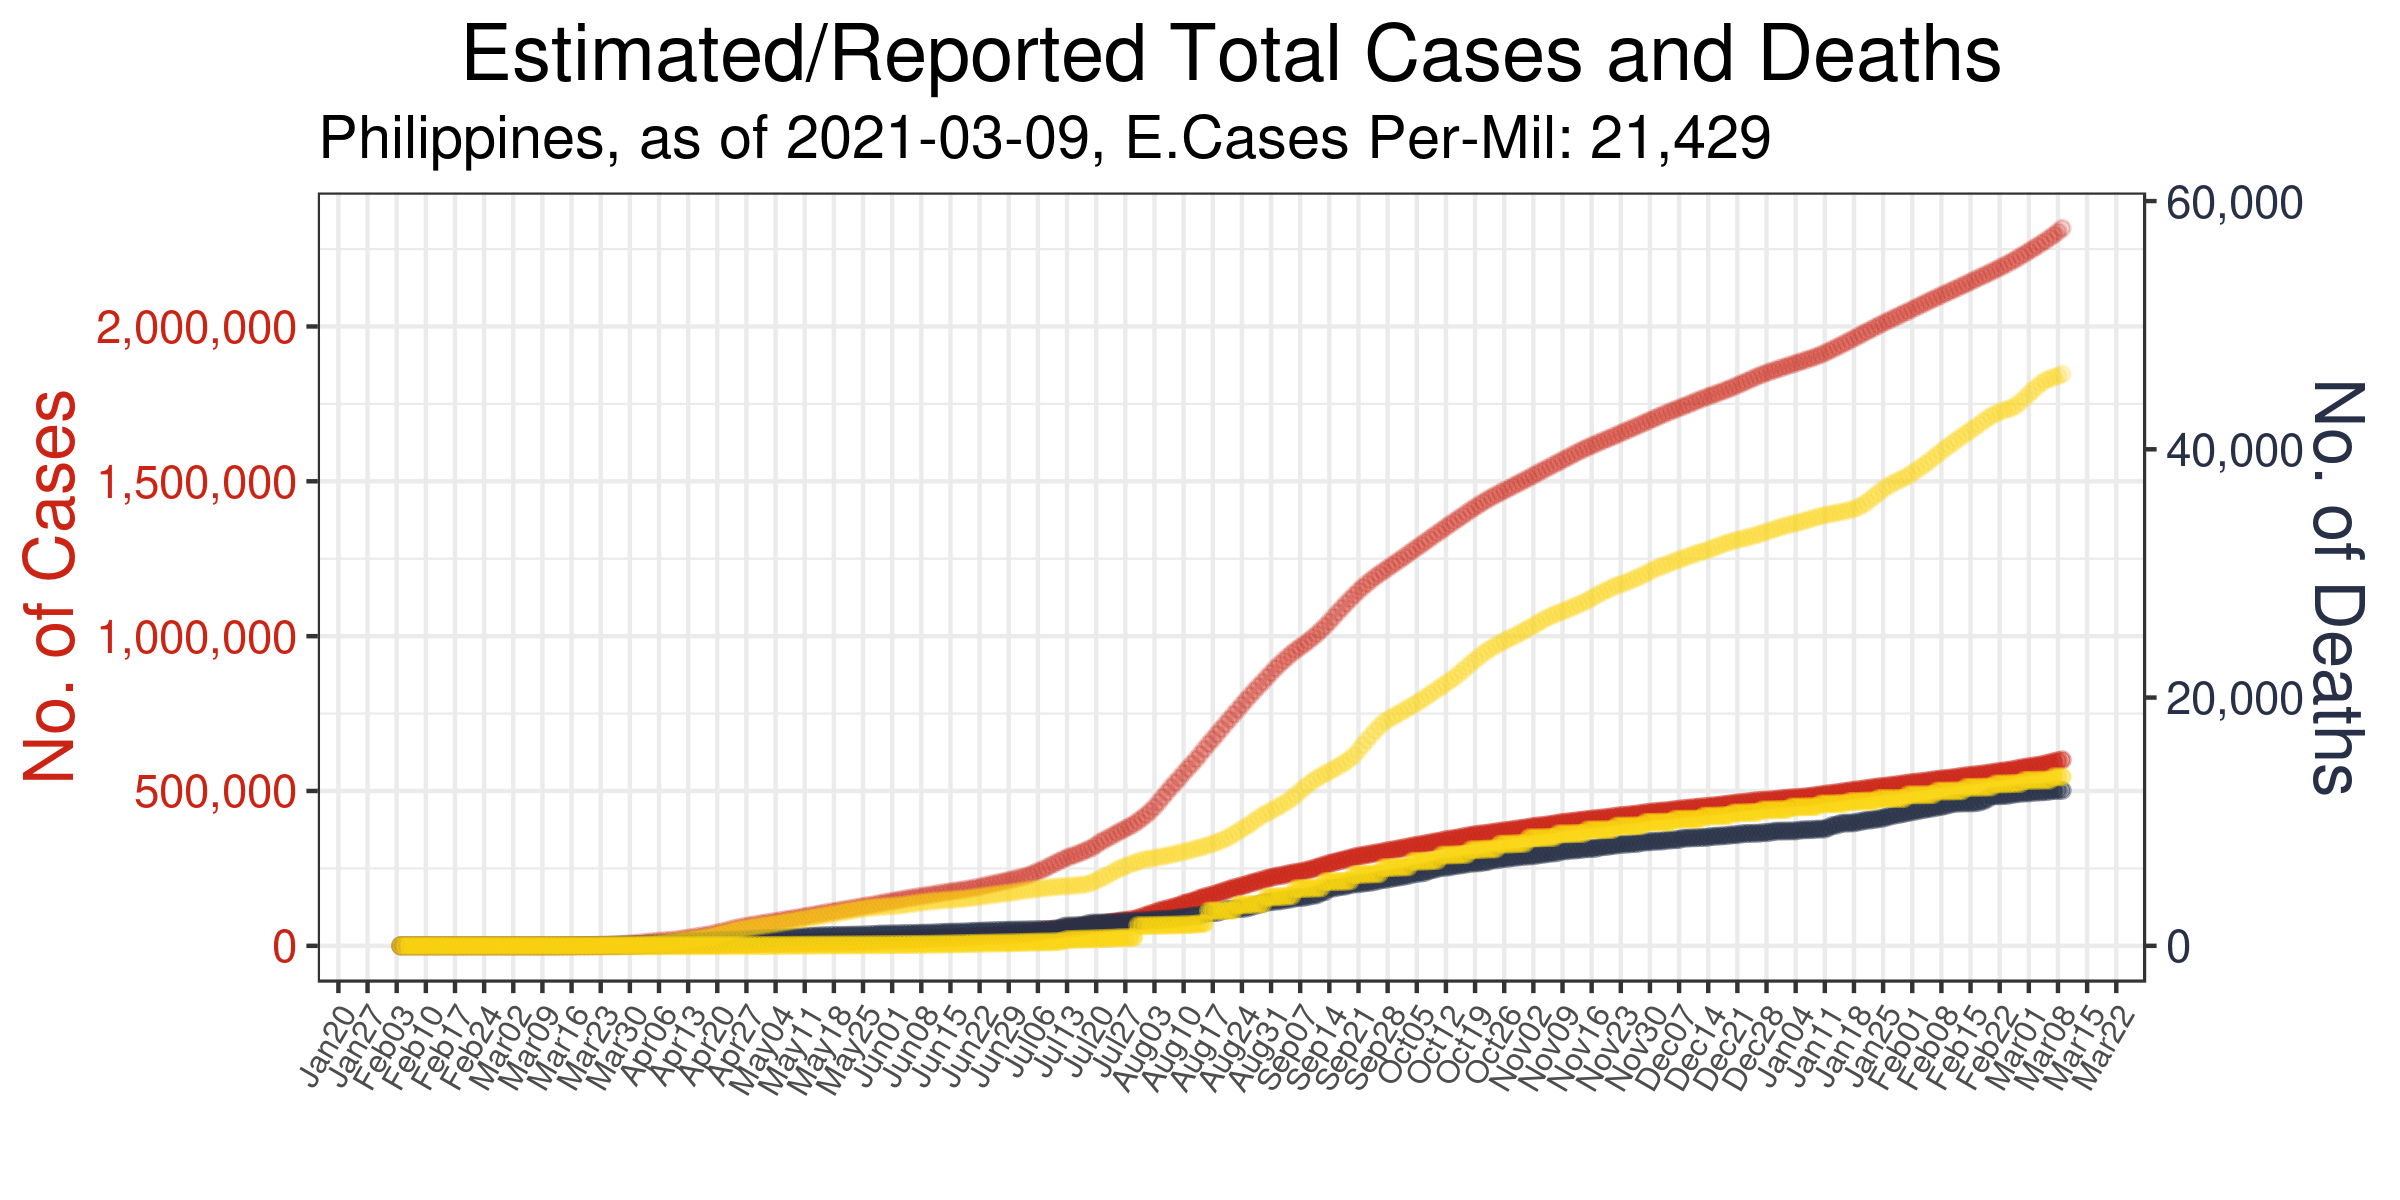 Estimated/Reported Total Cases and Deaths
Philippines, as of 2021-03-09, E.Cases Per-Mil: 21,429
No. of Cases
2,000,000
1,500,000
1,000,000
500,000
0
60,000
40,000
20,000
0
No. of Deaths
Jan20
Jan27
Feb03
Feb10
Feb17
Feb24
Mar02
Mar09
Mar16
Mar23
Mar30
Apr06
Apr13
Apr20
Apr27
May04
May11
May18
May25
Jun01
Jun08
Jun15
Jun22
Jun29
Jul06
Jul13
Jul20
Jul27
Aug03
Aug10
Aug17
Aug24
Aug31
Sep07
Sep14
Sep21
Sep28
Oct05
Oct12
Oct19
Oct26
Nov02
Nov09
Nov16
Nov23
Nov30
Dec07
Dec14
Dec21
Dec28
Jan04
Jan11
Jan18
Jan25
Feb01
Feb08
Feb15
Feb22
Mar01
Mar08
Mar15
Mar22